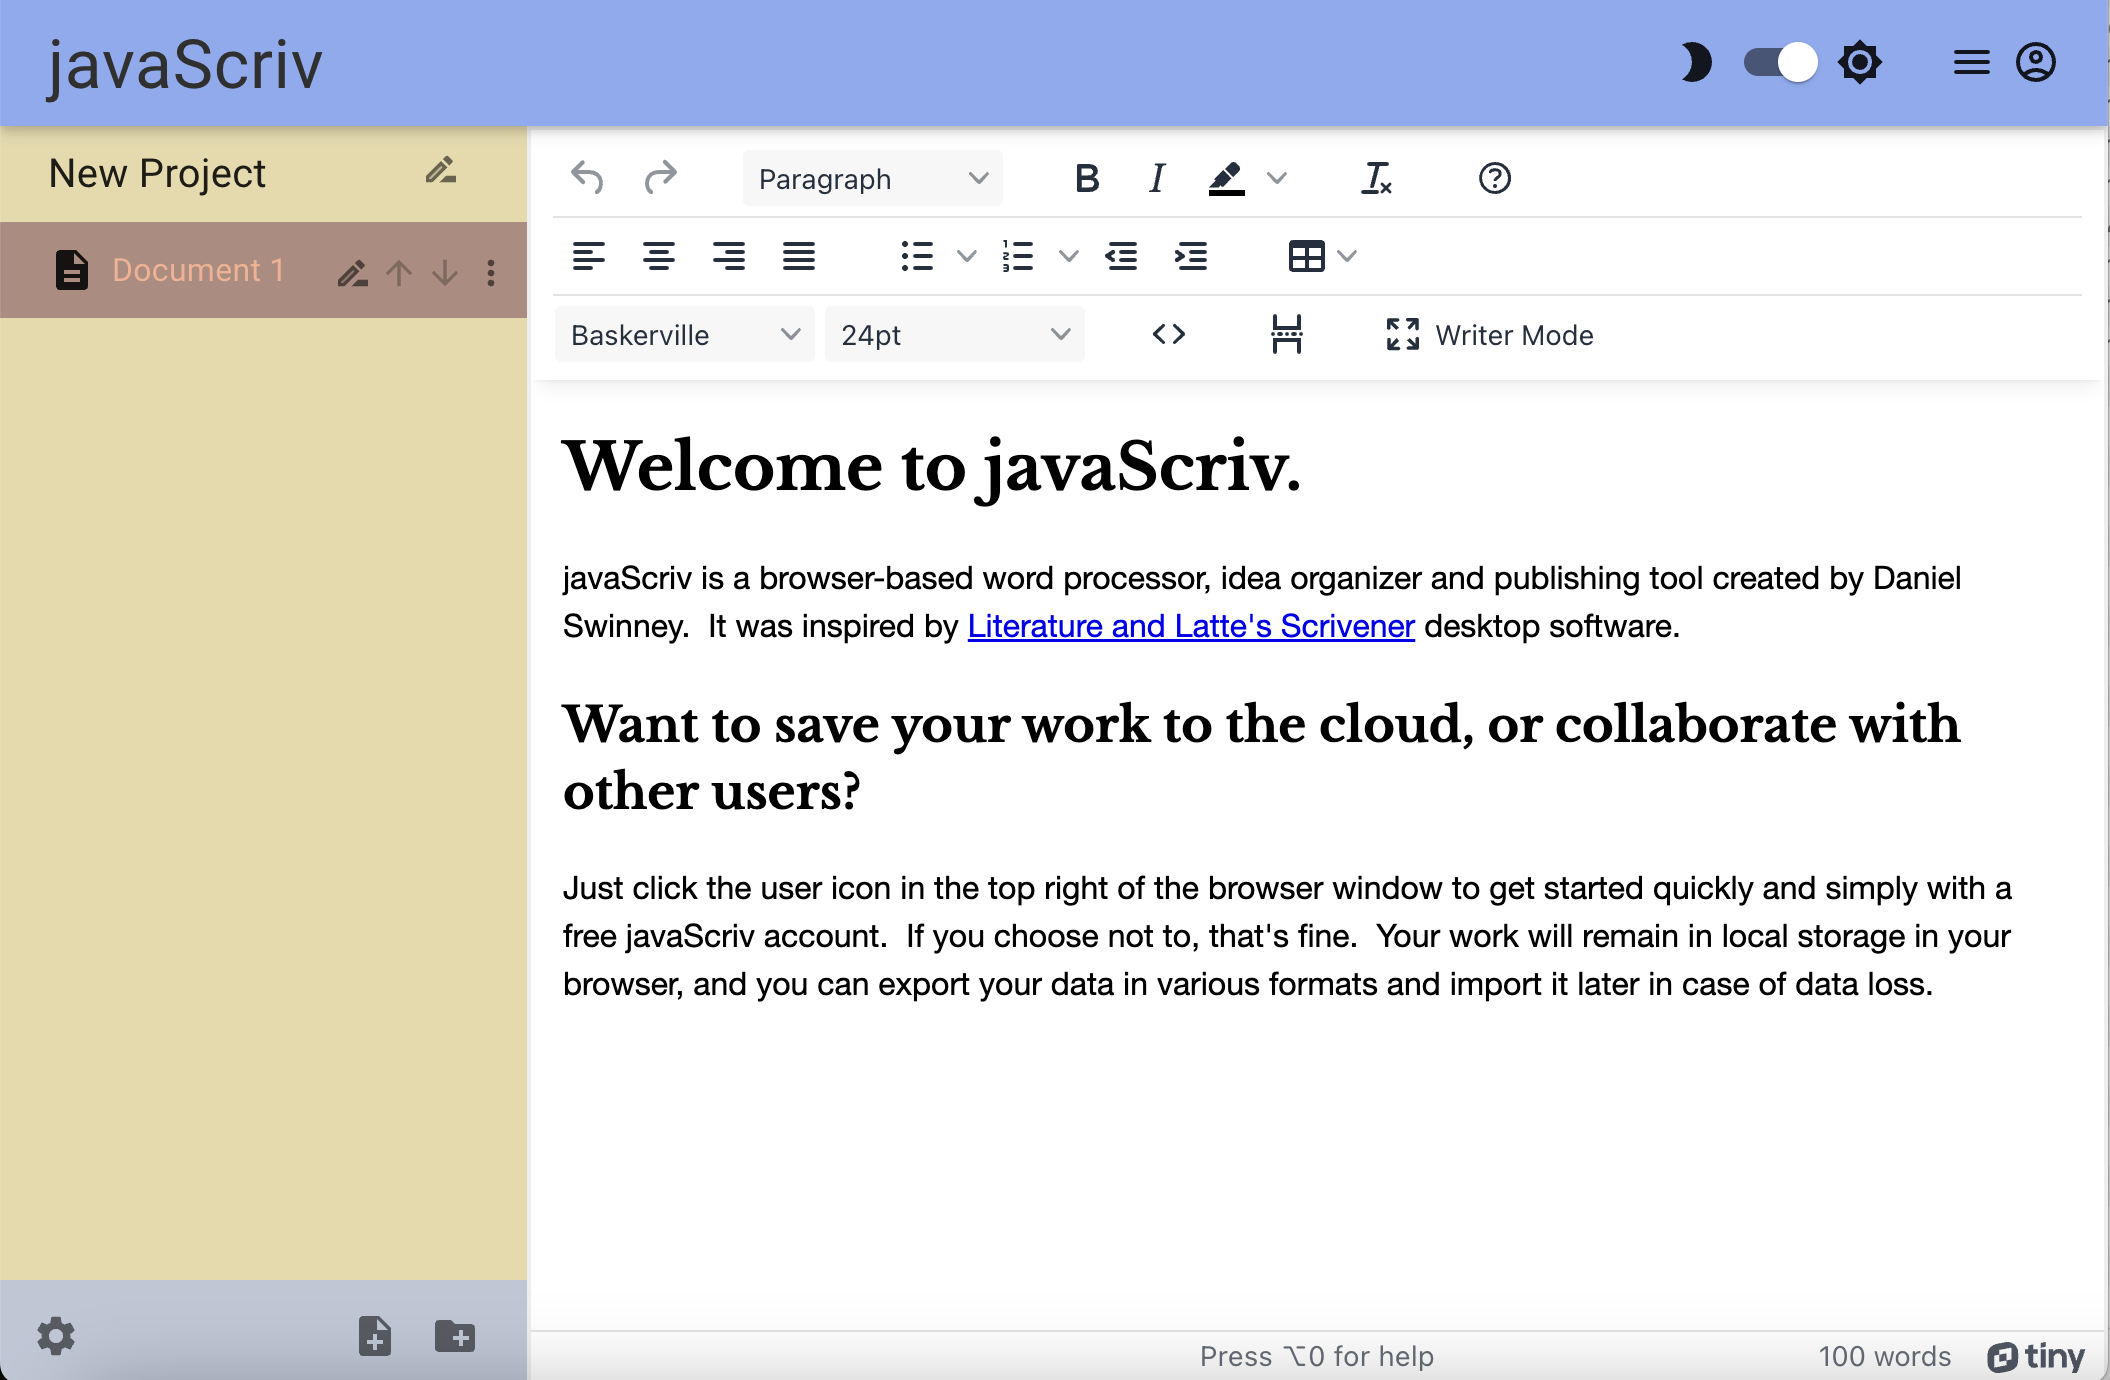 javaScriv
New Project
Document 1
Paragraph
B I
Baskerville 24pt Writer Mode
Welcome to javaScriv.
javaScriv is a browser-based word processor, idea organizer and publishing tool created by Daniel
Swinney.  It was inspired by Literature and Latte's Scrivener desktop software.
Want to save your work to the cloud, or collaborate with
other users?
Just click the user icon in the top right of the browser window to get started quickly and simply with a
free javaScriv account.  If you choose not to, that's fine.  Your work will remain in local storage in your
browser, and you can export your data in various formats and import it later in case of data loss.
Press ⌥0 for help 100 words tiny